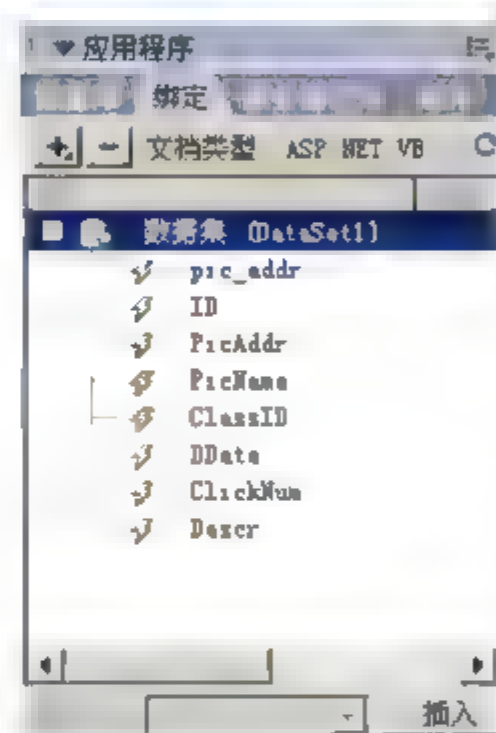 应用程序
绑定
文档类型 ASP NET VB
数据集 (DataSet1)
pic_addr
ID
PicAddr
PicName
ClassID
DDate
ClickNum
Descr
插入